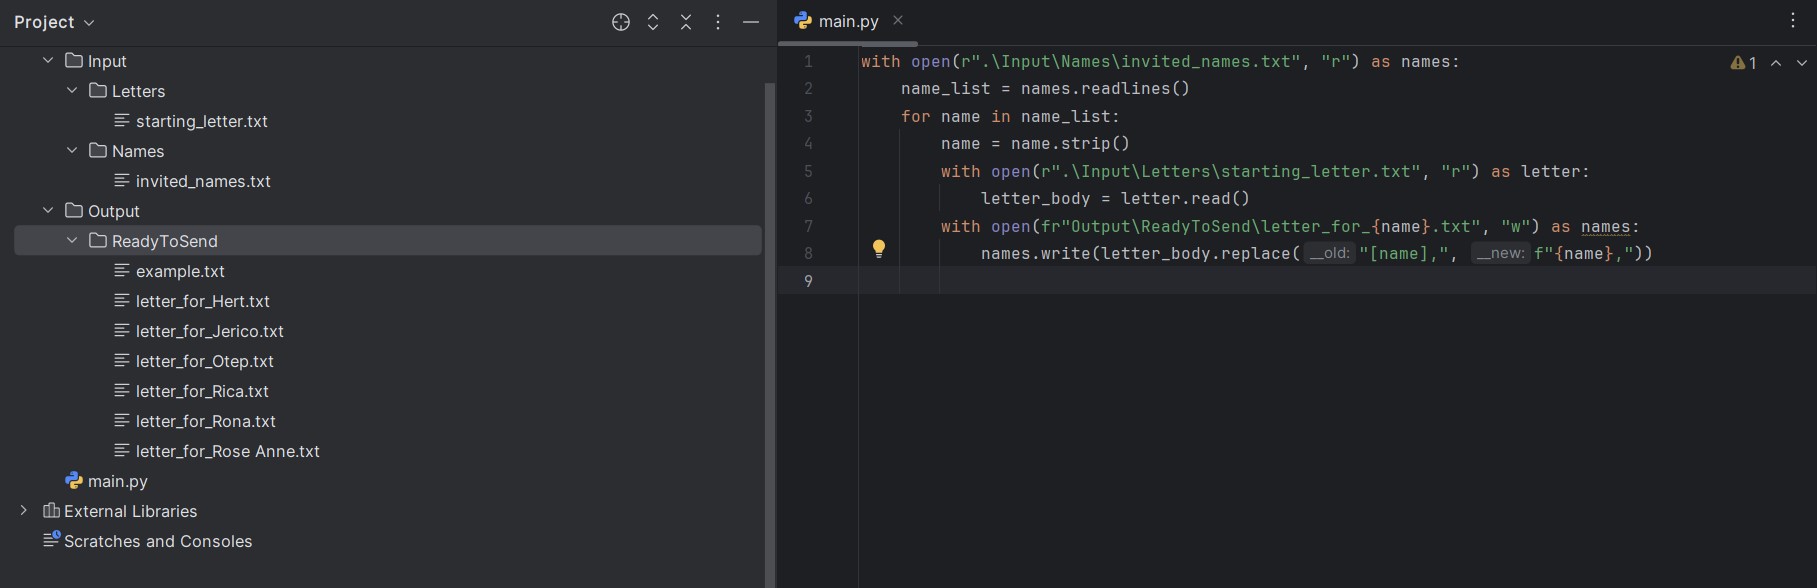 Project
Input
Letters
starting_letter.txt
Names
invited_names.txt
Output
ReadyToSend
example.txt
letter_for_Hert.txt
letter_for_Jerico.txt
letter_for_Otep.txt
letter_for_Rica.txt
letter_for_Rona.txt
letter_for_Rose Anne.txt
main.py
External Libraries
Scratches and Consoles
main.py
1 with open(r".\Input\Names\invited_names.txt", "r") as names: 1
2 name_list = names.readlines()
3 for name in name_list:
4 name = name.strip()
5 with open(r".\Input\Letters\starting_letter.txt", "r") as letter:
6 letter_body = letter.read()
7 with open(fr"Output\ReadyToSend\letter_for_{name}.txt", "w") as names:
8 names.write(letter_body.replace( __old: "[name],", __new: f"{name},"))
9